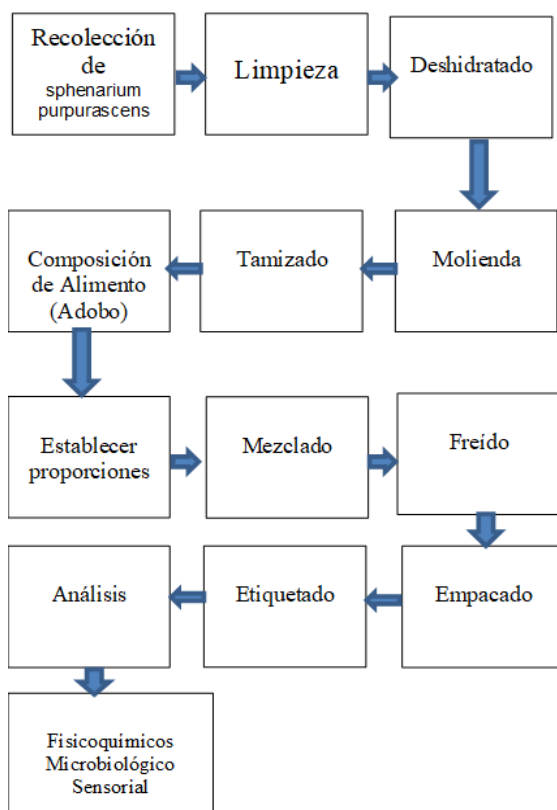 Recolección
de
sphenarium
purpurascens
Limpieza
Deshidratado
Molienda
Tamizado
Composición
de Alimento
(Adobo)
Establecer
proporciones
Mezclado
Freído
Empacado
Etiquetado
Análisis
Fisicoquímicos
Microbiológico
Sensorial